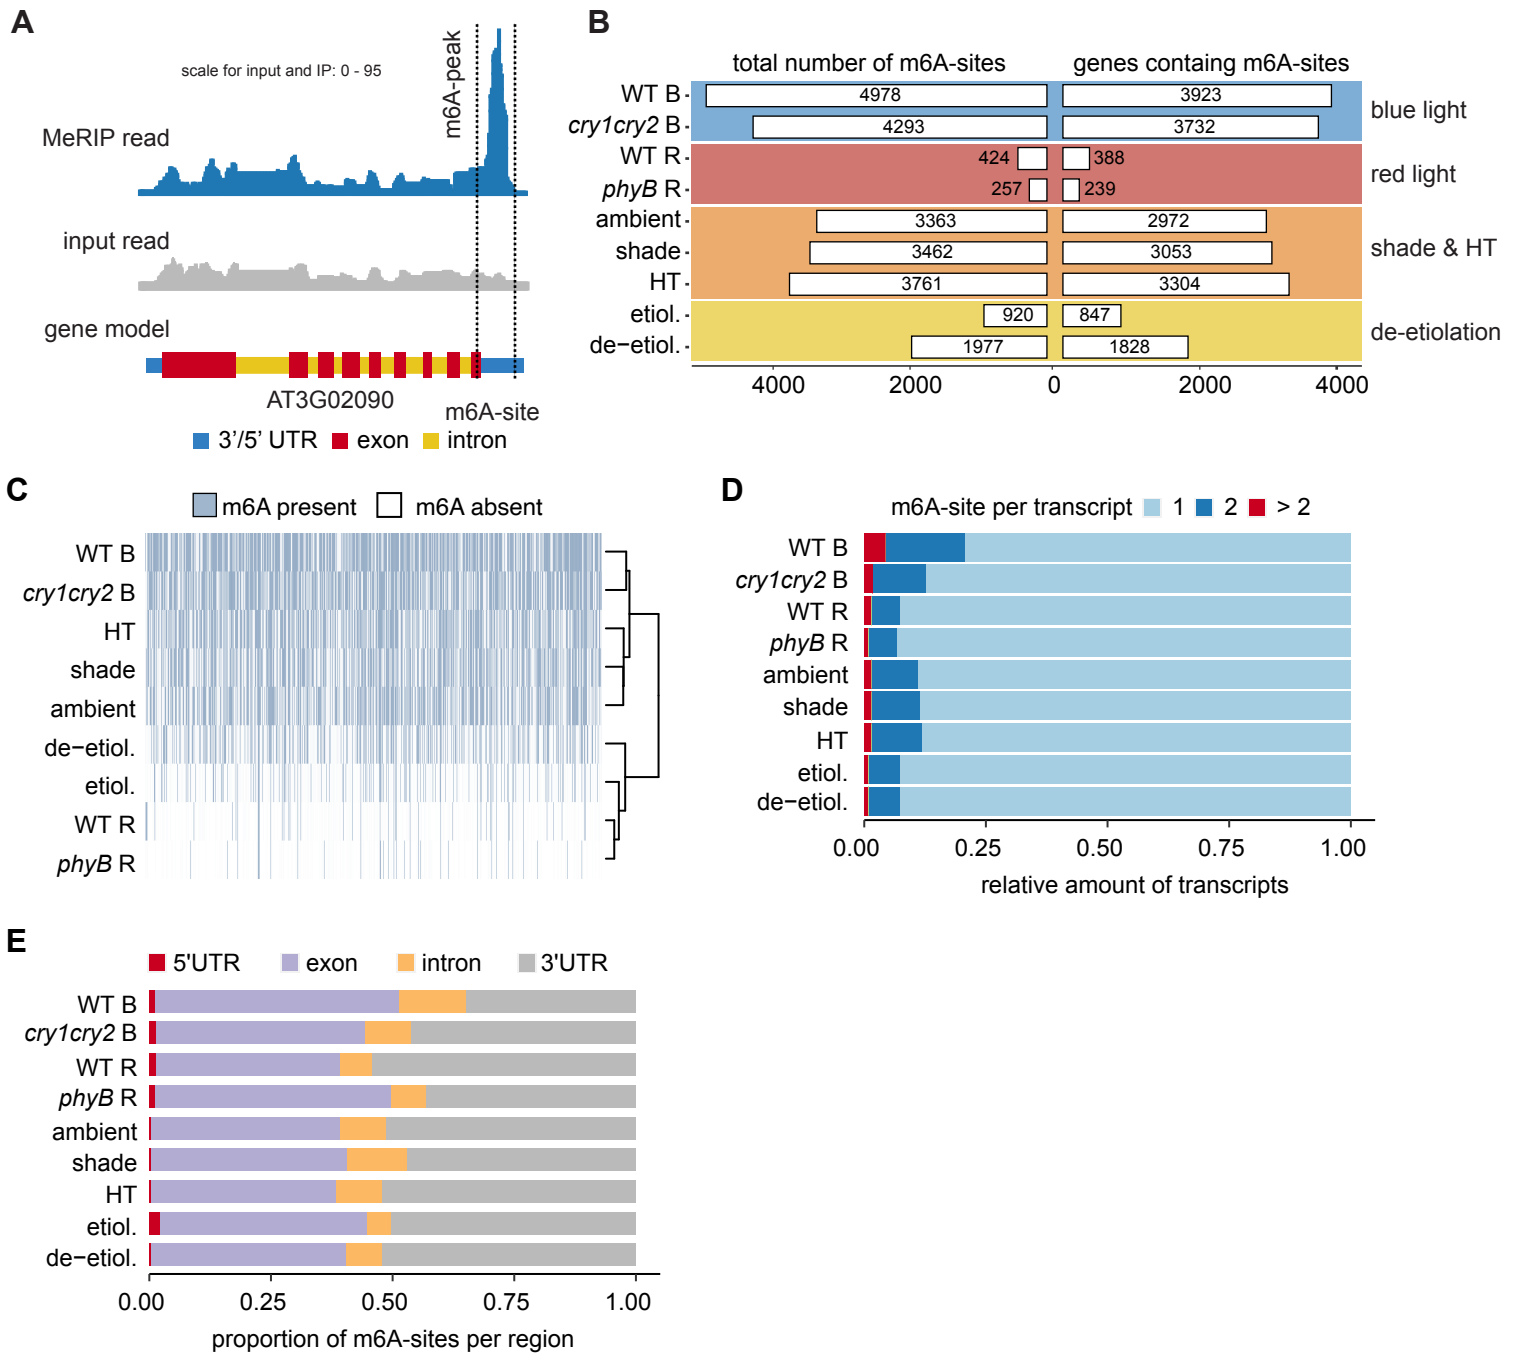 A
scale for input and IP: 0 - 95
m6A-peak
MeRIP read
input read
gene model
AT3G02090
m6A-site
3’/5’ UTR exon intron
B
total number of m6A-sites genes containg m6A-sites
WT B 4978 3923
blue light
cry1cry2 B 4293 3732
WT R 424 388
red light
phyB R 257 239
ambient 3363 2972
shade 3462 3053 shade & HT
HT 3761 3304
etiol. 920 847
de-etiolation
de-etiol. 1977 1828
4000 2000 0 2000 4000
C
m6A present m6A absent
WT B
cry1cry2 B
HT
shade
ambient
de−etiol.
etiol.
WT R
phyB R
D
m6A-site per transcript 1 2 > 2
WT B
cry1cry2 B
WT R
phyB R
ambient
shade
HT
etiol.
de−etiol.
0.00 0.25 0.50 0.75 1.00
relative amount of transcripts
E
5'UTR exon intron 3'UTR
WT B
cry1cry2 B
WT R
phyB R
ambient
shade
HT
etiol.
de−etiol.
0.00 0.25 0.50 0.75 1.00
proportion of m6A-sites per region